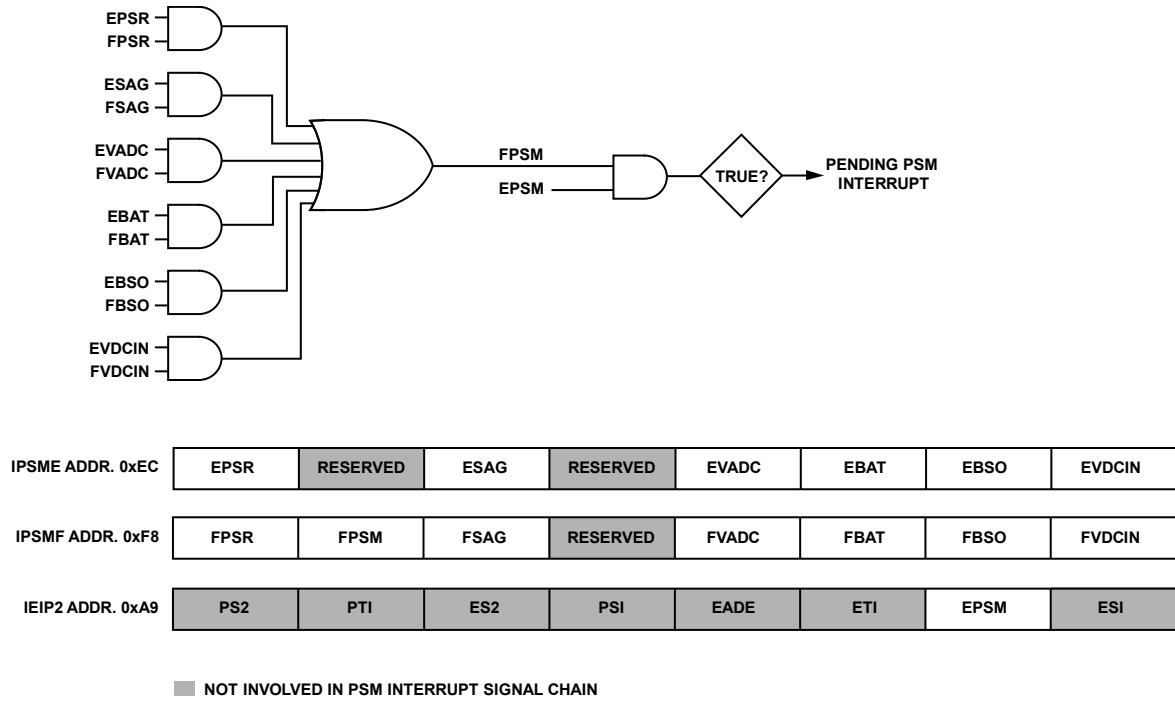 EPSR
FPSR
ESAG
FSAG
EVADC
FVADC
EBAT
FBAT
EBSO
FBSO
EVDCIN
FVDCIN
FPSM
EPSM
TRUE?
PENDING PSM
INTERRUPT
IPSME ADDR. 0xEC EPSR RESERVED ESAG RESERVED EVADC EBAT EBSO EVDCIN
IPSMF ADDR. 0xF8 FPSR FPSM FSAG RESERVED FVADC FBAT FBSO FVDCIN
IEIP2 ADDR. 0xA9 PS2 PTI ES2 PSI EADE ETI EPSM ESI
NOT INVOLVED IN PSM INTERRUPT SIGNAL CHAIN